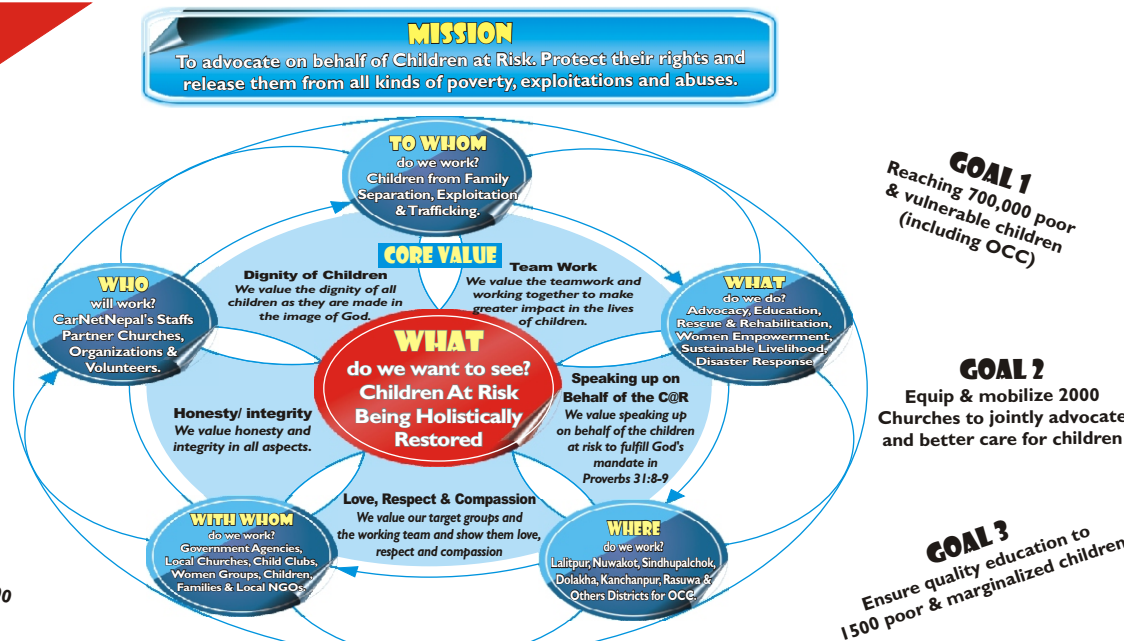 MISSION
To advocate on behalf of Children at Risk. Protect their rights and
release them from all kinds of poverty, exploitations and abuses.
TO WHOM
do we work?
Children from Family
Separation, Exploitation
& Trafficking.
CORE VALUE
WHO
will work?
CarNetNepal's Staffs
Partner Churches,
Organizations &
Volunteers.
Dignity of Children
We value the dignity of all
children as they are made in
the image of God.
Team Work
We value the teamwork and
working together to make
greater impact in the lives
of children.
WHAT
do we do?
Advocacy, Education,
Rescue & Rehabilitation,
Women Empowerment,
Sustainable Livelihood,
Disaster Response
WHAT
do we want to see?
Children At Risk
Being Holistically
Restored
Honesty/ integrity
We value honesty and
integrity in all aspects.
Speaking up on
Behalf of the C@R
We value speaking up
on behalf of the children
at risk to fulfill God's
mandate in
Proverbs 31:8-9
Love, Respect & Compassion
We value our target groups and
the working team and show them love,
respect and compassion
WITH WHOM
do we work?
Government Agencies,
Local Churches, Child Clubs,
Women Groups, Children,
Families & Local NGOs.
WHERE
do we work?
Lalitpur, Nuwakot, Sindhupalchok,
Dolakha, Kanchanpur, Rasuwa &
Others Districts for OCC.
GOAL 1
Reaching 700,000 poor
& vulnerable children
(including OCC)
GOAL 2
Equip & mobilize 2000
Churches to jointly advocate
and better care for children
GOAL 3
Ensure quality education to
1500 poor & marginalized children